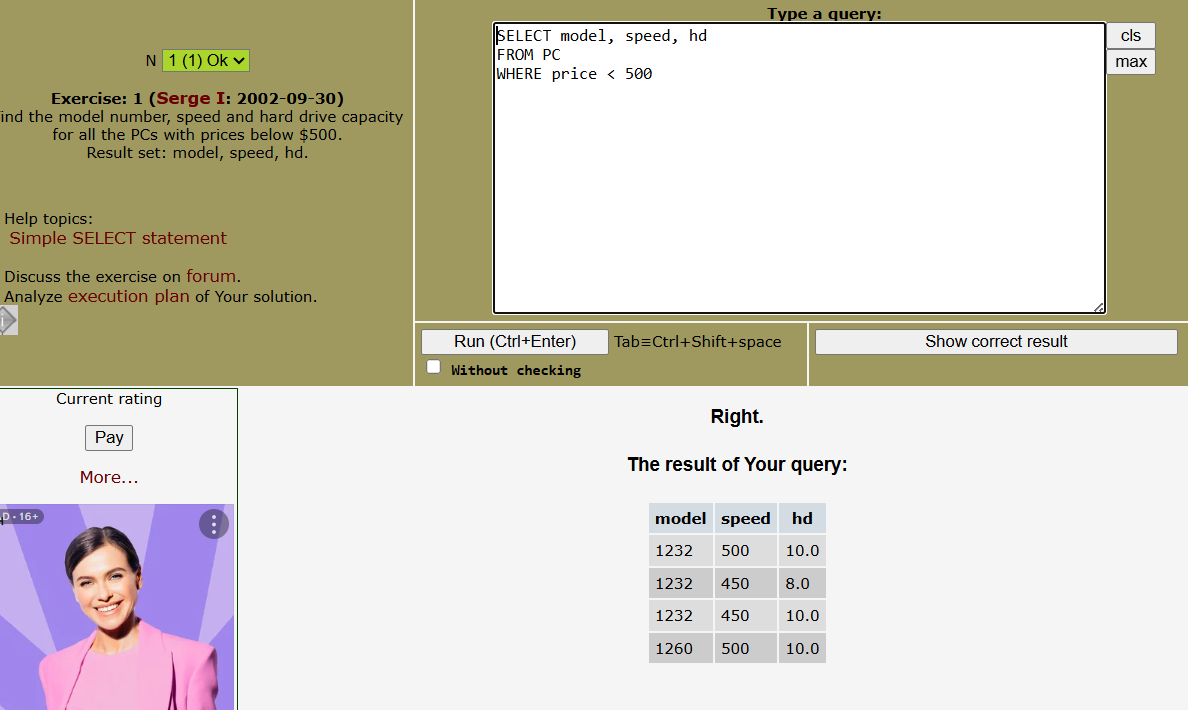 N 1 (1) Ok
Exercise: 1 (Serge I: 2002-09-30)
ind the model number, speed and hard drive capacity
for all the PCs with prices below $500.
Result set: model, speed, hd.
Help topics:
Simple SELECT statement
Discuss the exercise on forum.
Analyze execution plan of Your solution.
Type a query:
SELECT model, speed, hd
FROM PC
WHERE price < 500
cls
max
Run (Ctrl+Enter) Tab≡Ctrl+Shift+space
Without checking
Show correct result
Current rating
Pay
More...
D • 16+
Right.
The result of Your query:
model speed hd
1232 500 10.0
1232 450 8.0
1232 450 10.0
1260 500 10.0